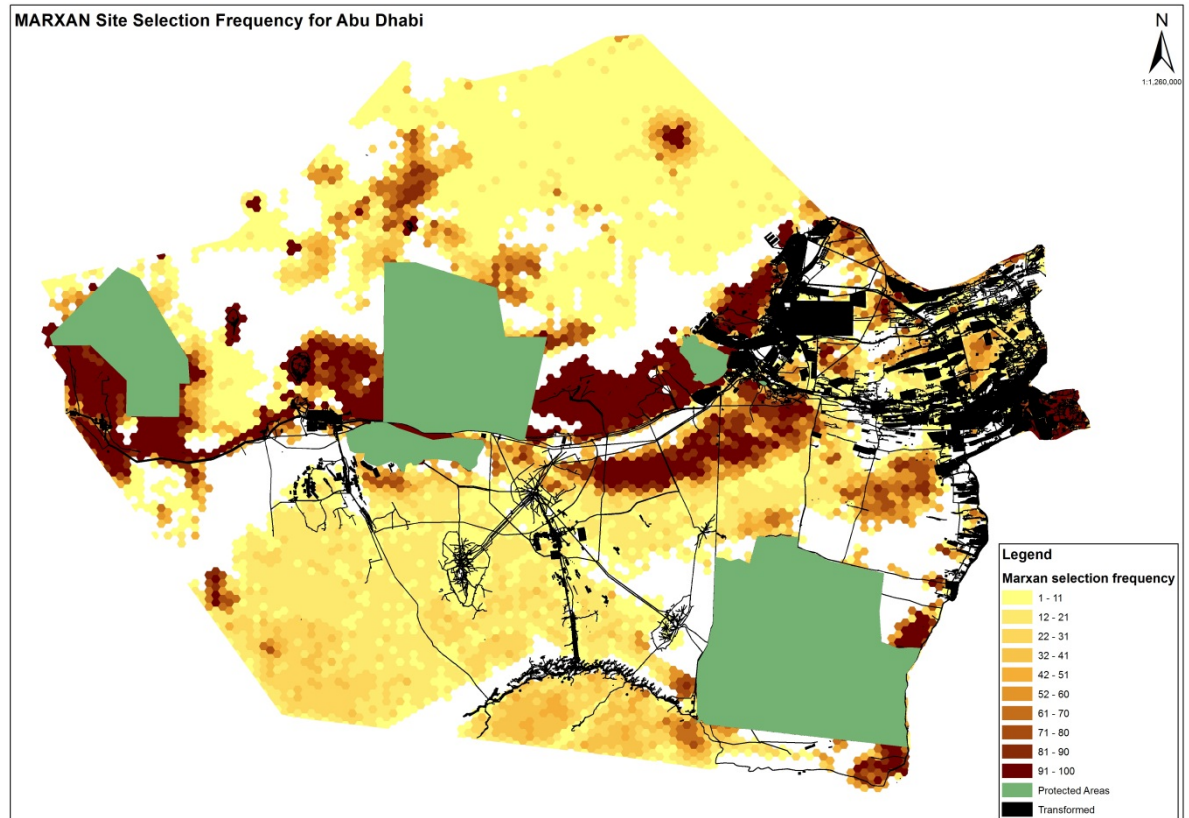 MARXAN Site Selection Frequency for Abu Dhabi
N
1:1,260,000
Legend
Marxan selection frequency
1 - 11
12 - 21
22 - 31
32 - 41
42 - 51
52 - 60
61 - 70
71 - 80
81 - 90
91 - 100
Protected Areas
Transformed